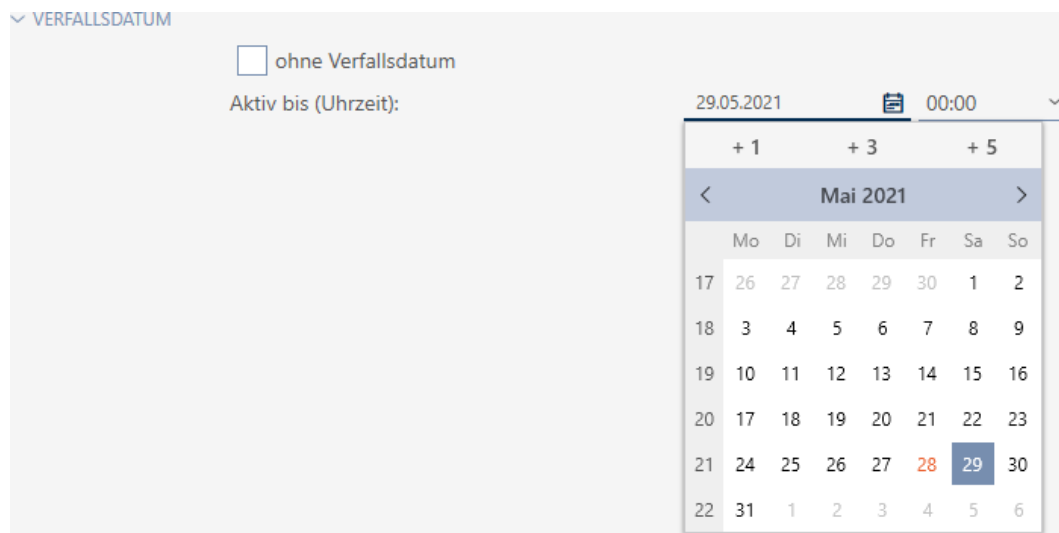 VERFALLSDATUM
ohne Verfallsdatum
Aktiv bis (Uhrzeit): 29.05.2021 00:00
+ 1 + 3 + 5
Mai 2021
Mo Di Mi Do Fr Sa So
17 26 27 28 29 30 1 2
18 3 4 5 6 7 8 9
19 10 11 12 13 14 15 16
20 17 18 19 20 21 22 23
21 24 25 26 27 28 29 30
22 31 1 2 3 4 5 6